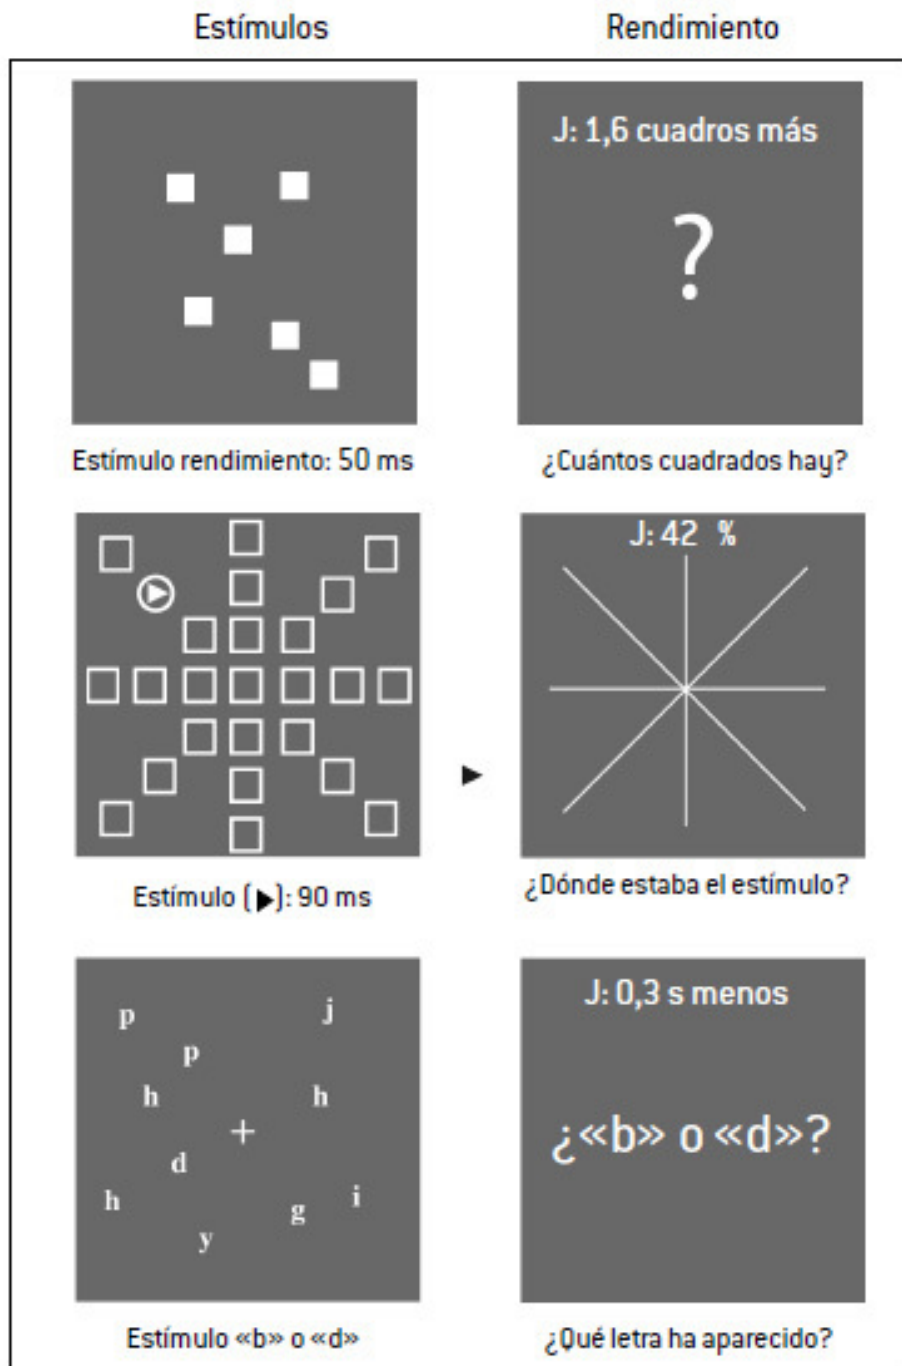 Estímulos
Rendimiento
J: 1,6 cuadros más
?
Estímulo rendimiento: 50 ms
¿Cuántos cuadrados hay?
J: 42 %
Estímulo (▶): 90 ms
¿Dónde estaba el estímulo?
p j
p
h h
+
d
h g i
y
J: 0,3 s menos
¿«b» o «d»?
Estímulo «b» o «d»
¿Qué letra ha aparecido?